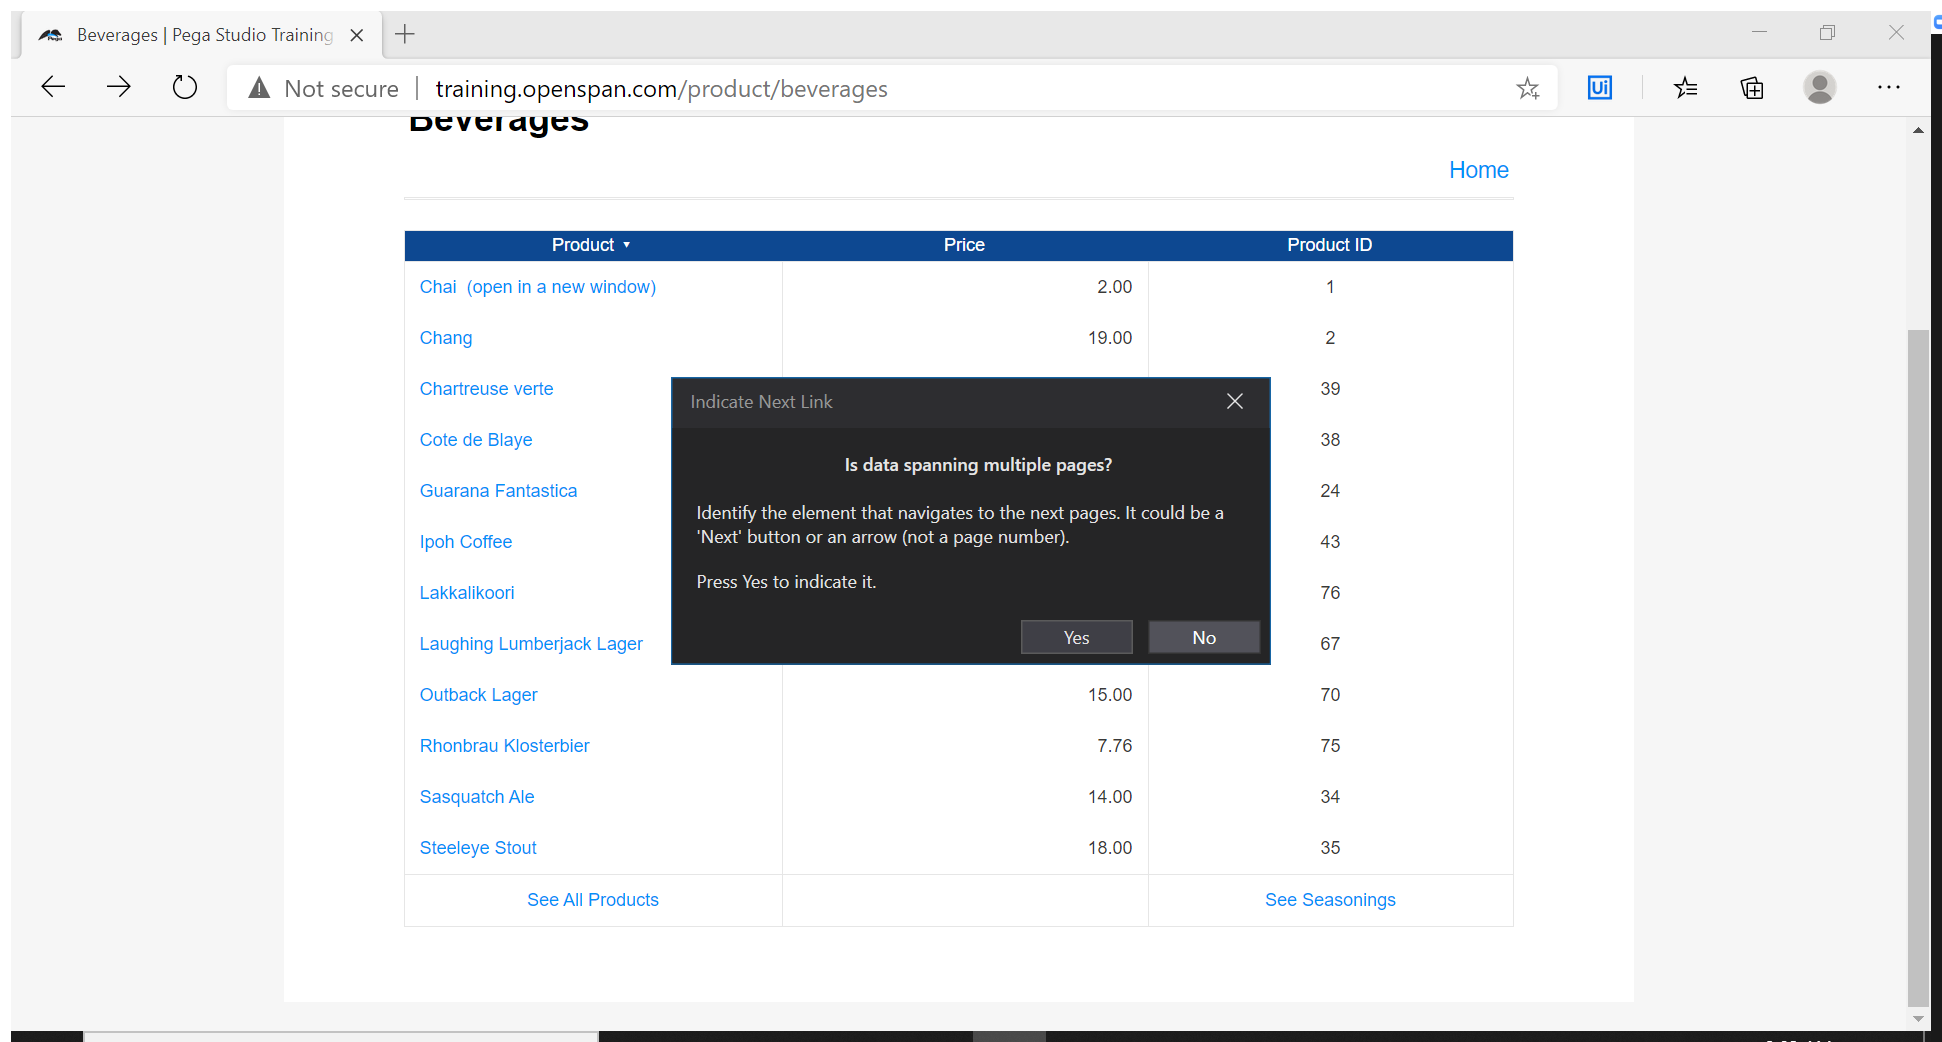 Beverages | Pega Studio Training
Not secure | training.openspan.com/product/beverages
Ui
Beverages
Home
Product ▼ Price Product ID
Chai (open in a new window) 2.00 1
Chang 19.00 2
Chartreuse verte 39
Cote de Blaye 38
Guarana Fantastica 24
Ipoh Coffee 43
Lakkalikoori 76
Laughing Lumberjack Lager 67
Outback Lager 15.00 70
Rhonbrau Klosterbier 7.76 75
Sasquatch Ale 14.00 34
Steeleye Stout 18.00 35
See All Products See Seasonings
Indicate Next Link
Is data spanning multiple pages?
Identify the element that navigates to the next pages. It could be a
'Next' button or an arrow (not a page number).
Press Yes to indicate it.
Yes No